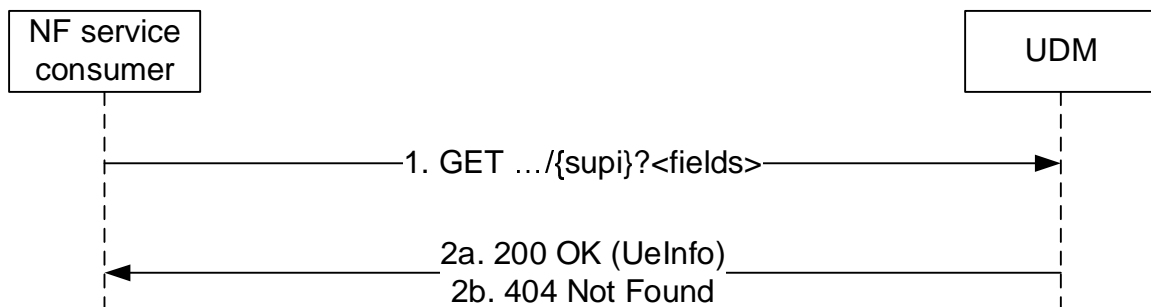 NF service
consumer
UDM
1. GET …/{supi}?<fields>
2a. 200 OK (UeInfo)
2b. 404 Not Found